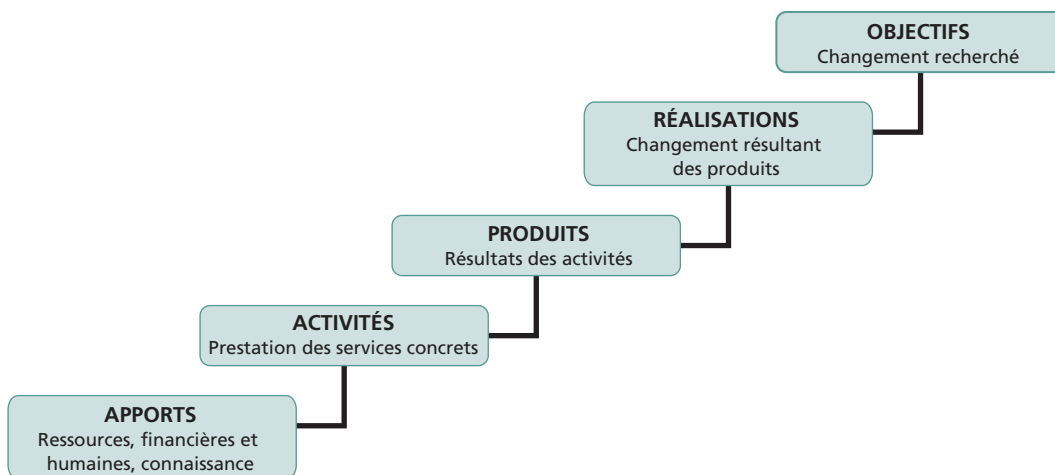 OBJECTIFS
Changement recherché
RÉALISATIONS
Changement résultant
des produits
PRODUITS
Résultats des activités
ACTIVITÉS
Prestation des services concrets
APPORTS
Ressources, financières et
humaines, connaissance